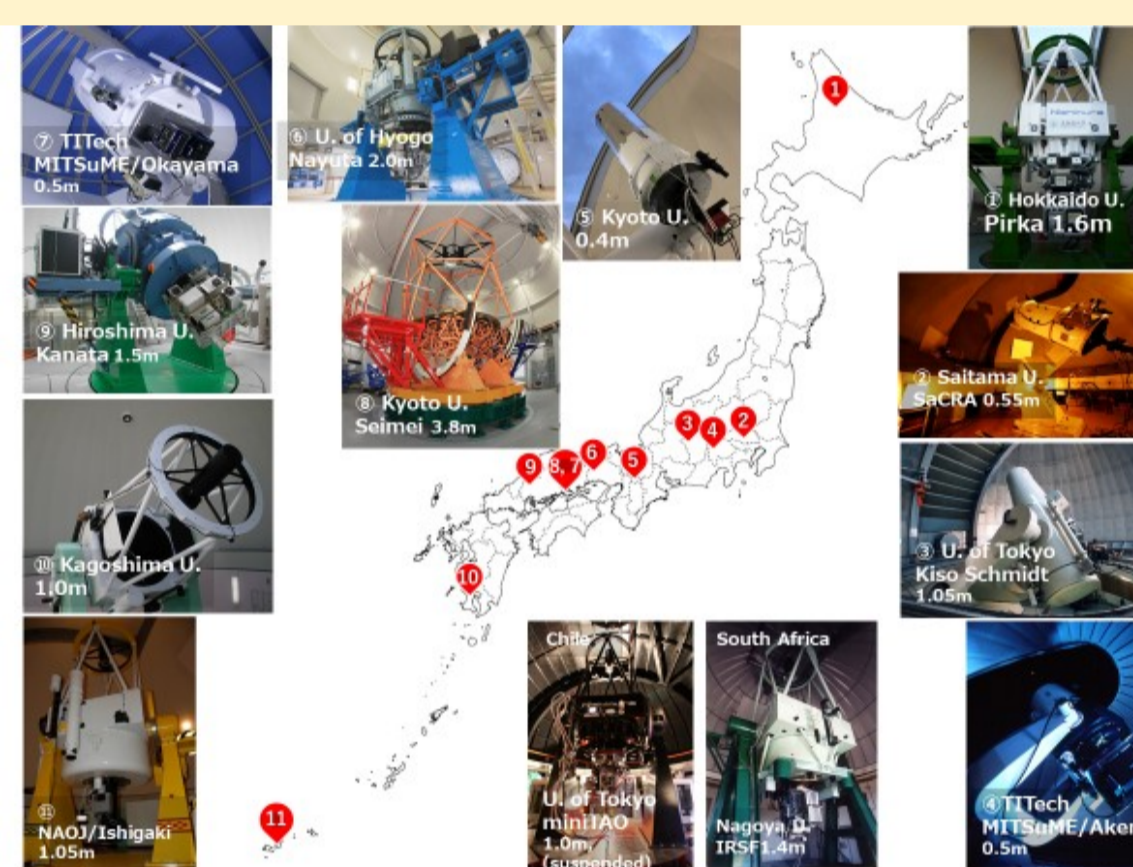 ⑦ TITech
MITSuME/Okayama
0.5m
⑥ U. of Hyogo
Nayuta 2.0m
⑤ Kyoto U.
0.4m
1
① Hokkaido U.
Pirka 1.6m
⑨ Hiroshima U.
Kanata 1.5m
⑧ Kyoto U.
Seimei 3.8m
② Saitama U.
SaCRA 0.55m
3
4
2
9
8, 7
6
5
⑩ Kagoshima U.
1.0m
10
③ U. of Tokyo
Kiso Schmidt
1.05m
⑪
NAOJ/Ishigaki
1.05m
11
Chile
U. of Tokyo
miniTAO
1.0m,
(suspended)
South Africa
Nagoya U.
IRSF1.4m
④TITech
MITSuME/Aken
0.5m